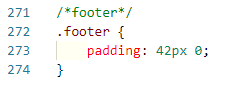 271 /*footer*/
272 .footer {
273     padding: 42px 0;
274 }